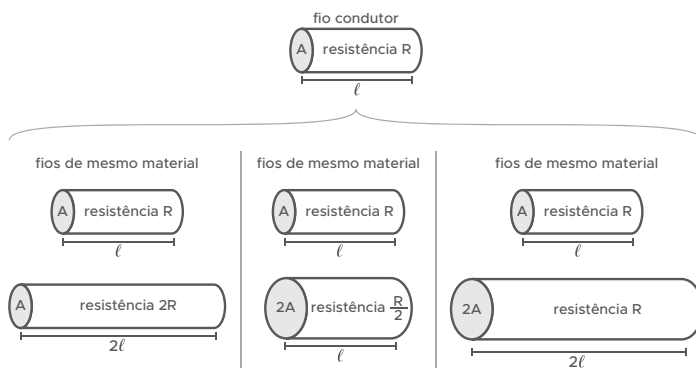 fio condutor
A resistência R
ℓ
fios de mesmo material
A resistência R
ℓ
A resistência 2R
2ℓ
fios de mesmo material
A resistência R
ℓ
2A resistência R/2
ℓ
fios de mesmo material
A resistência R
ℓ
2A resistência R
2ℓ